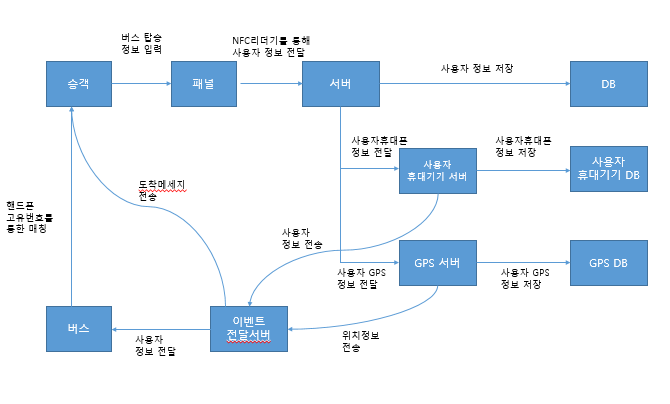 버스 탑승
정보 입력
NFC리더기를 통해
사용자 정보 전달
사용자 정보 저장
승객
패널
서버
DB
사용자휴대폰
정보 전달
사용자휴대폰
정보 저장
사용자
휴대기기 서버
사용자
휴대기기 DB
도착메세지
전송
핸드폰
고유번호를
통한 매칭
사용자
정보 전송
GPS 서버
GPS DB
사용자 GPS
정보 전달
사용자 GPS
정보 저장
버스
이벤트
전달서버
사용자
정보 전달
위치정보
전송